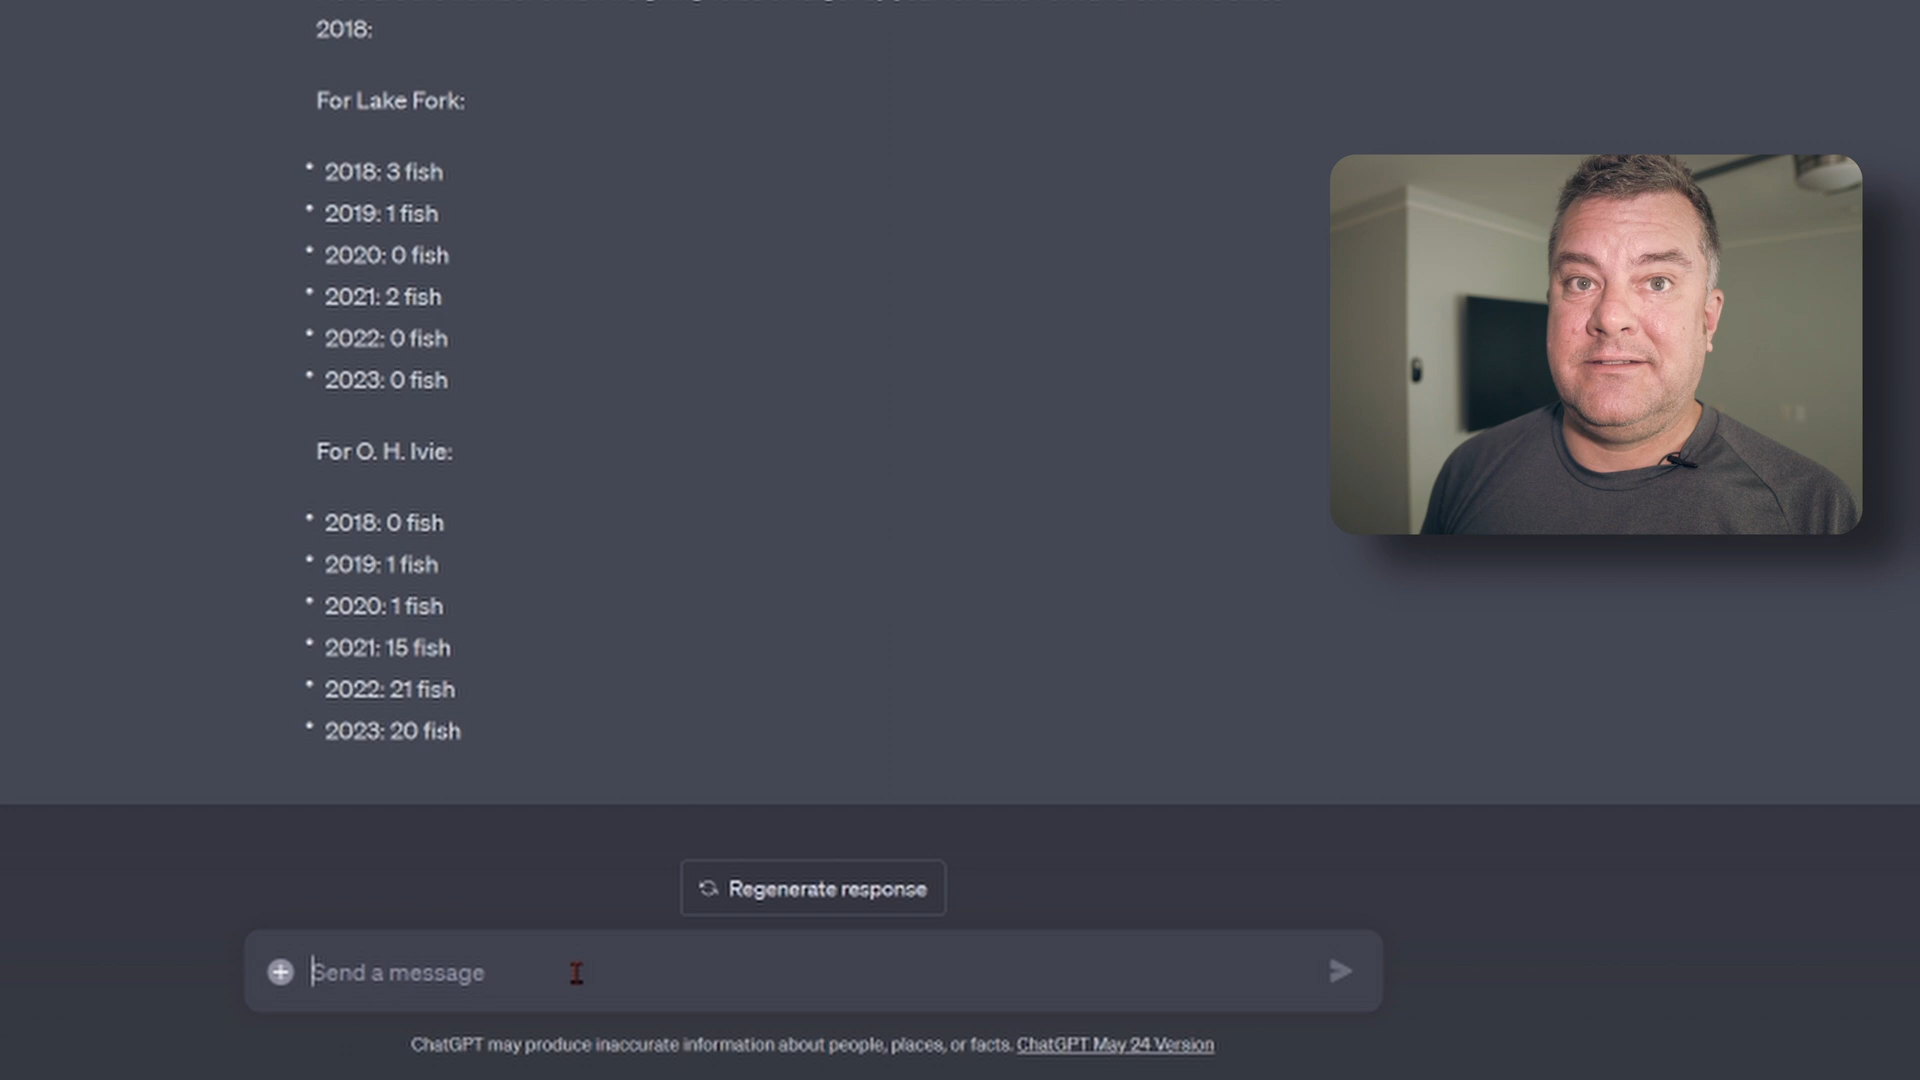 2018:
For Lake Fork:
• 2018: 3 fish
• 2019: 1 fish
• 2020: 0 fish
• 2021: 2 fish
• 2022: 0 fish
• 2023: 0 fish
For O. H. Ivie:
• 2018: 0 fish
• 2019: 1 fish
• 2020: 1 fish
• 2021: 15 fish
• 2022: 21 fish
• 2023: 20 fish
Regenerate response
Send a message
ChatGPT may produce inaccurate information about people, places, or facts. ChatGPT May 24 Version